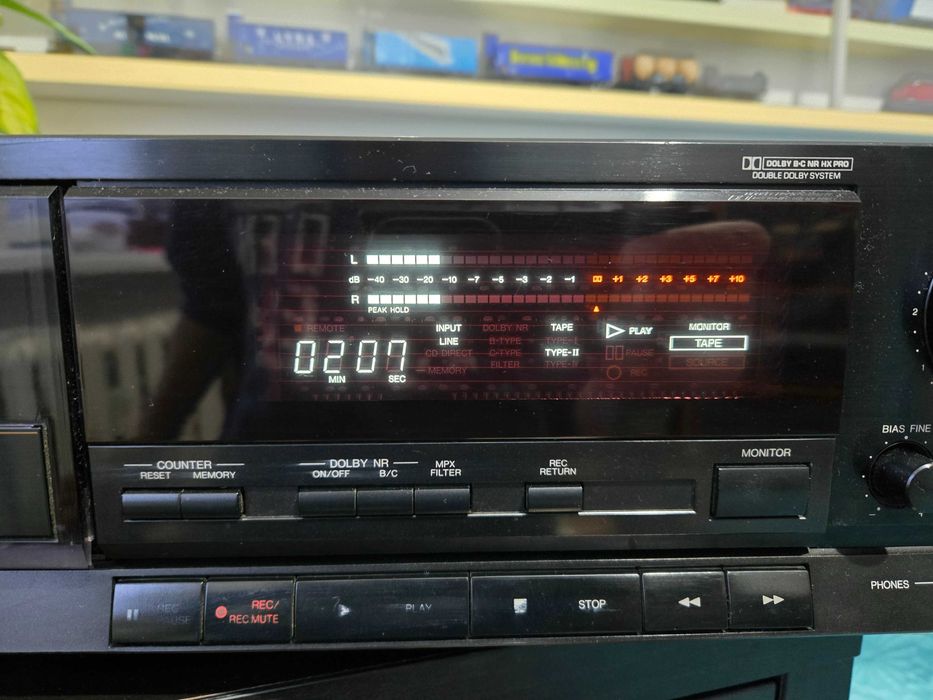 DOLBY B·C NR HX PRO
DOUBLE DOLBY SYSTEM
L
dB -40 -30 -20 -10 -7 -5 -3 -2 -1 +1 +2 +3 +5 +7 +10
R
PEAK HOLD
REMOTE INPUT DOLBY NR TAPE PLAY MONITOR
LINE B-TYPE TYPE-I TAPE
0207 CD DIRECT C-TYPE TYPE-II PAUSE
MEMORY FILTER TYPE-IV REC SOURCE
MIN SEC
2
BIAS FINE
COUNTER
RESET MEMORY
DOLBY NR
ON/OFF B/C
MPX
FILTER
REC
RETURN
MONITOR
REC
PAUSE
REC/
REC MUTE
PLAY
STOP
PHONES